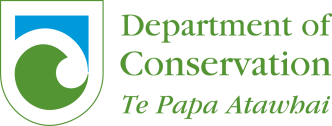 Department of
Conservation
Te Papa Atawhai